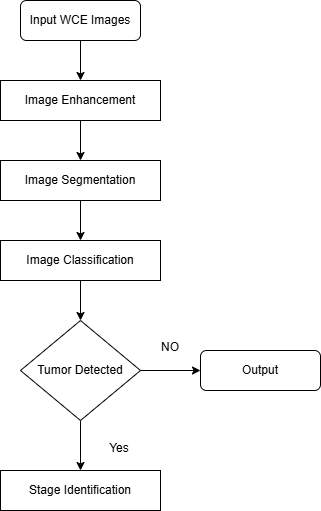 Input WCE Images
Image Enhancement
Image Segmentation
Image Classification
Tumor Detected
NO
Output
Yes
Stage Identification